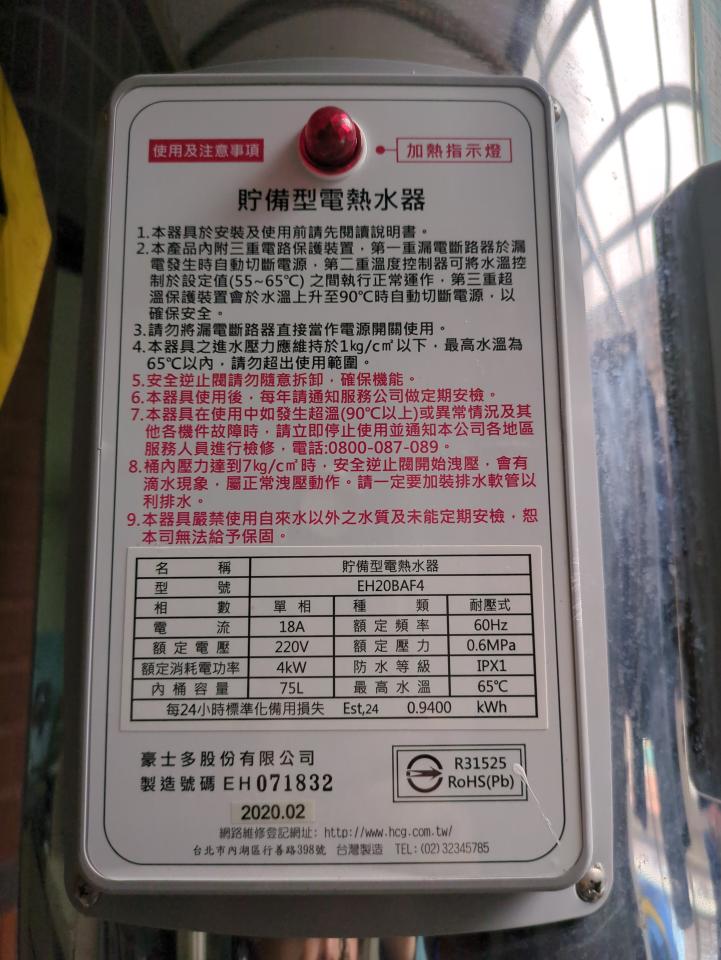 使用及注意事項
加熱指示燈
貯備型電熱水器
1.本器具於安裝及使用前請先閱讀說明書。
2.本產品內附三重電路保護裝置，第一重漏電斷路器於漏
電發生時自動切斷電源，第二重溫度控制器可將水溫控
制於設定值(55~65℃) 之間執行正常運作，第三重超
溫保護裝置會於水溫上升至90℃時自動切斷電源，以
確保安全。
3.請勿將漏電斷路器直接當作電源開關使用。
4.本器具之進水壓力應維持於1kg/c㎡以下，最高水溫為
65℃以內，請勿超出使用範圍。
5.安全逆止閥請勿隨意拆卸，確保機能。
6.本器具使用後，每年請通知服務公司做定期安檢。
7.本器具在使用中如發生超溫(90℃以上)或異常情況及其
他各機件故障時，請立即停止使用並通知本公司各地區
服務人員進行檢修，電話:0800-087-089。
8.桶內壓力達到7kg/c㎡時，安全逆止閥開始洩壓，會有
滴水現象，屬正常洩壓動作。請一定要加裝排水軟管以
利排水。
9.本器具嚴禁使用自來水以外之水質及未能定期安檢，恕
本司無法給予保固。
名稱 貯備型電熱水器
型號 EH20BAF4
相數 單相 種類 耐壓式
電流 18A 額定頻率 60Hz
額定電壓 220V 額定壓力 0.6MPa
額定消耗電功率 4kW 防水等級 IPX1
內桶容量 75L 最高水溫 65℃
每24小時標準化備用損失 Est,24 0.9400 kWh
豪士多股份有限公司
製造號碼 EH071832
R31525
RoHS(Pb)
2020.02
網路維修登記網址: http://www.hcg.com.tw/
台北市內湖區行善路398號 台灣製造 TEL: (02) 32345785